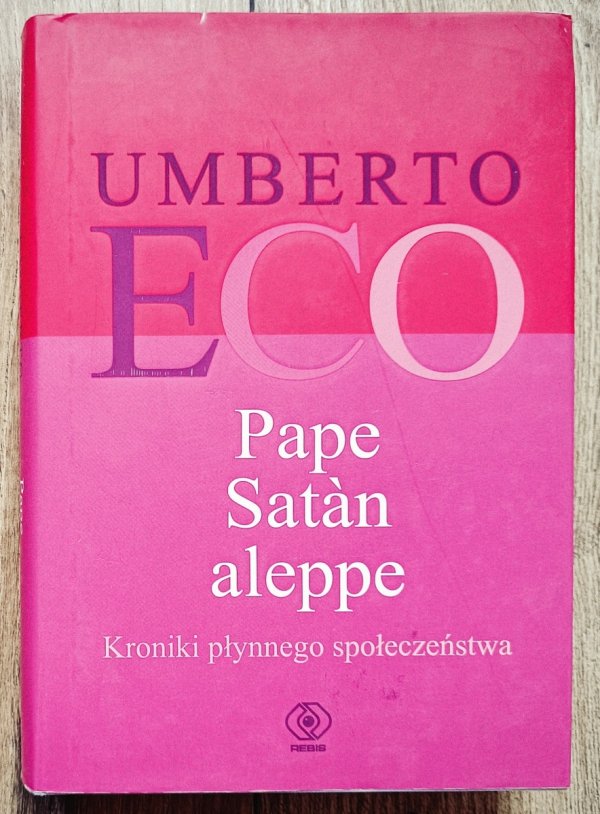 UMBERTO
ECO
Pape
Satàn
aleppe
Kroniki płynnego społeczeństwa
REBIS